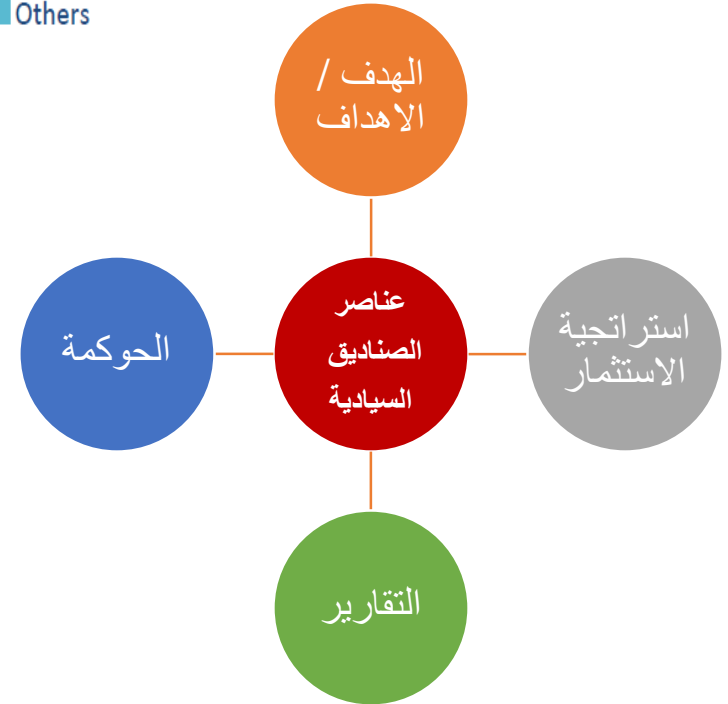 Others
الهدف /
الاهداف
عناصر
الصناديق
السيادية
استراتجية
الاستثمار
الحوكمة
التقارير